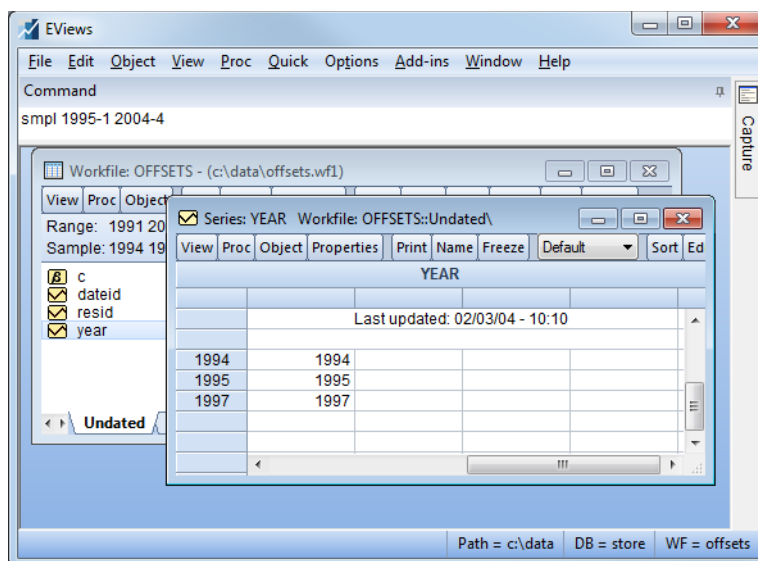 EViews
File Edit Object View Proc Quick Options Add-ins Window Help
Command
smpl 1995-1 2004-4
Capture
Workfile: OFFSETS - (c:\data\offsets.wf1)
View Proc Object
Range: 1991 20
Sample: 1994 19
β c
dateid
resid
year
Undated
Series: YEAR Workfile: OFFSETS::Undated\
View Proc Object Properties Print Name Freeze Default Sort Ed
YEAR
Last updated: 02/03/04 - 10:10
1994 1994
1995 1995
1997 1997
Path = c:\data DB = store WF = offsets